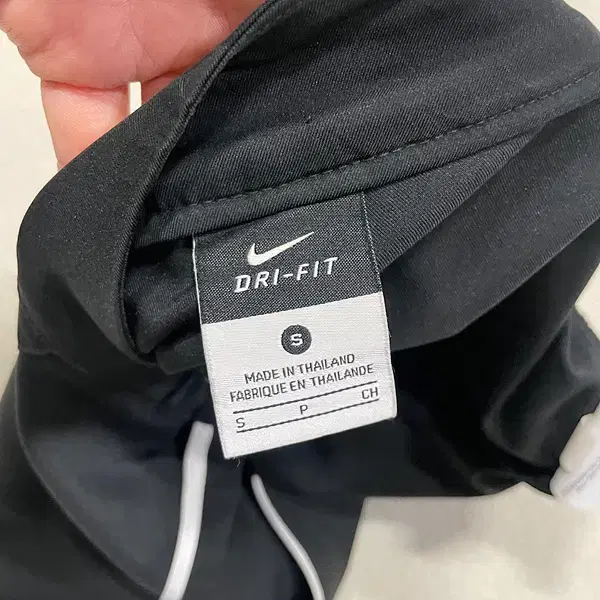 DRI-FIT
S
MADE IN THAILAND
FABRIQUE EN THAILANDE
S P CH